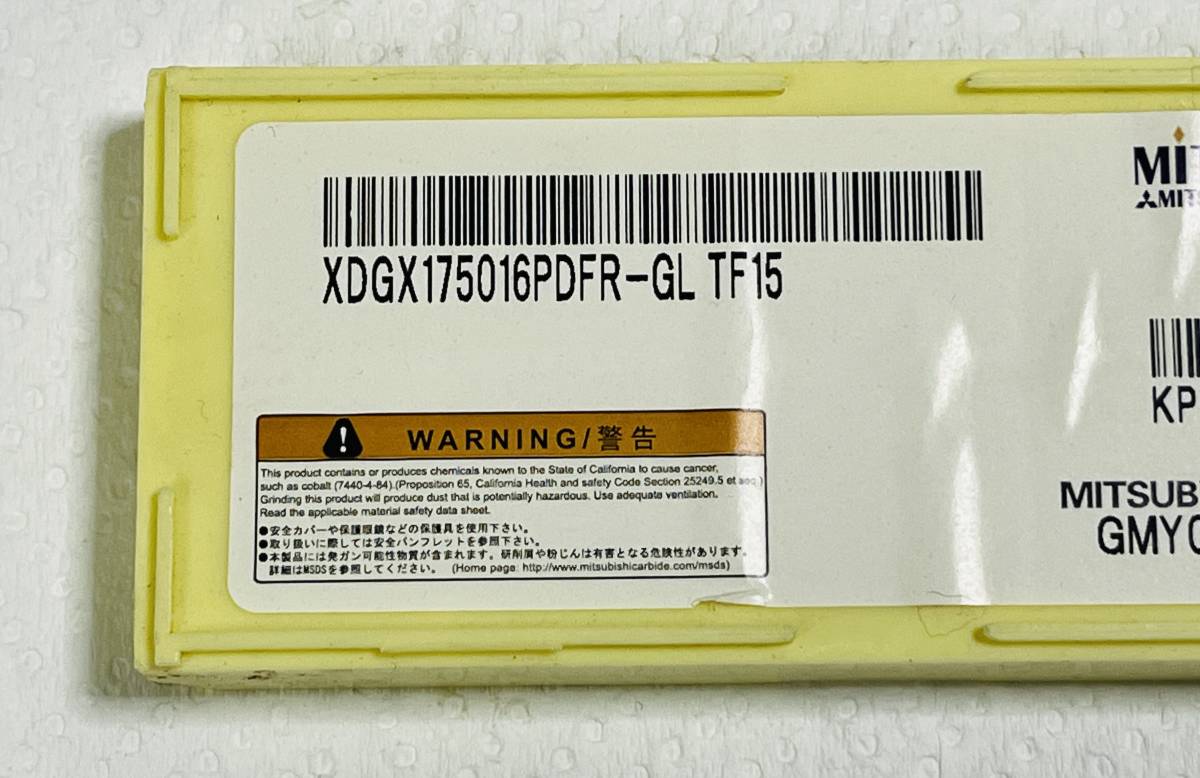 XDGX175016PDFR-GL TF15
MI
MIT
KP
MITSUB
GMY
WARNING/警告
This product contains or produces chemicals known to the State of California to cause cancer,
such as cobalt (7440-4-84).(Proposition 65, California Health and safety Code Section 25249.5 et seq.)
Grinding this product will produce dust that is potentially hazardous. Use adequate ventilation.
Read the applicable material safety data sheet.
●安全カバーや保護眼鏡などの保護具を使用下さい。
●取り扱いに際しては安全パンフレットを参照下さい。
●本製品には発ガン可能性物質が含まれます。研削屑や粉じんは有害となる危険性があります。
詳細はMSDSを参照してください。 (Home page: http://www.mitsubishicarbide.com/msds)